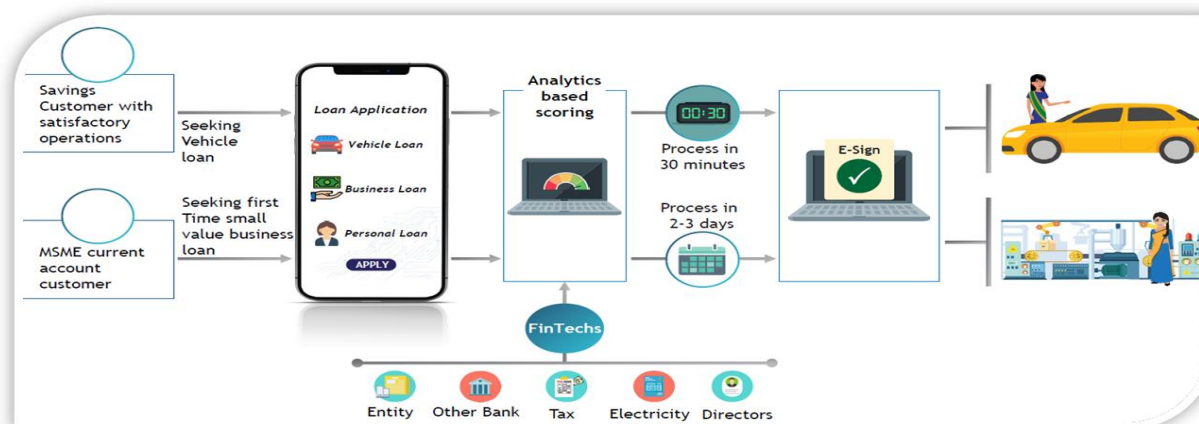 Savings
Customer with
satisfactory
operations
Seeking
Vehicle
loan
MSME current
account
customer
Seeking first
Time small
value business
loan
Loan Application
Vehicle Loan
Business Loan
Personal Loan
APPLY
Analytics
based
scoring
FinTechs
Entity
Other Bank
Tax
Electricity
Directors
00:30
Process in
30 minutes
Process in
2-3 days
E-Sign